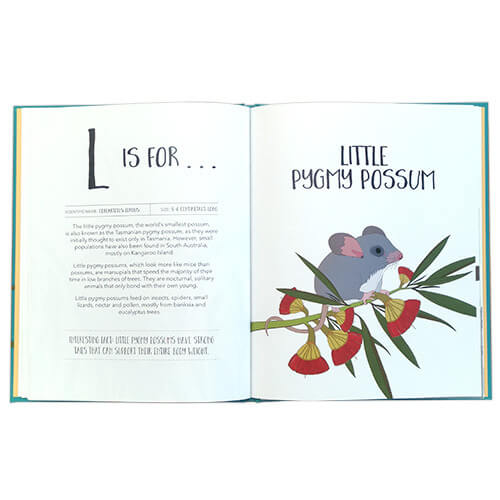 L IS FOR...
SCIENTIFIC NAME: CERCARTETUS LEPIDUS SIZE: 5-6 CENTIMETRES LONG
The little pygmy possum, the world's smallest possum,
is also known as the Tasmanian pygmy possum, as they were
initially thought to exist only in Tasmania. However, small
populations have also been found in South Australia,
mostly on Kangaroo Island.
Little pygmy possums, which look more like mice than
possums, are marsupials that spend the majority of their
time in low branches of trees. They are nocturnal, solitary
animals that only bond with their own young.
Little pygmy possums feed on insects, spiders, small
lizards, nectar and pollen, mostly from banksia and
eucalyptus trees.
INTERESTING FACT: LITTLE PYGMY POSSUMS HAVE STRONG
TAILS THAT CAN SUPPORT THEIR ENTIRE BODY WEIGHT.
LITTLE
PYGMY POSSUM